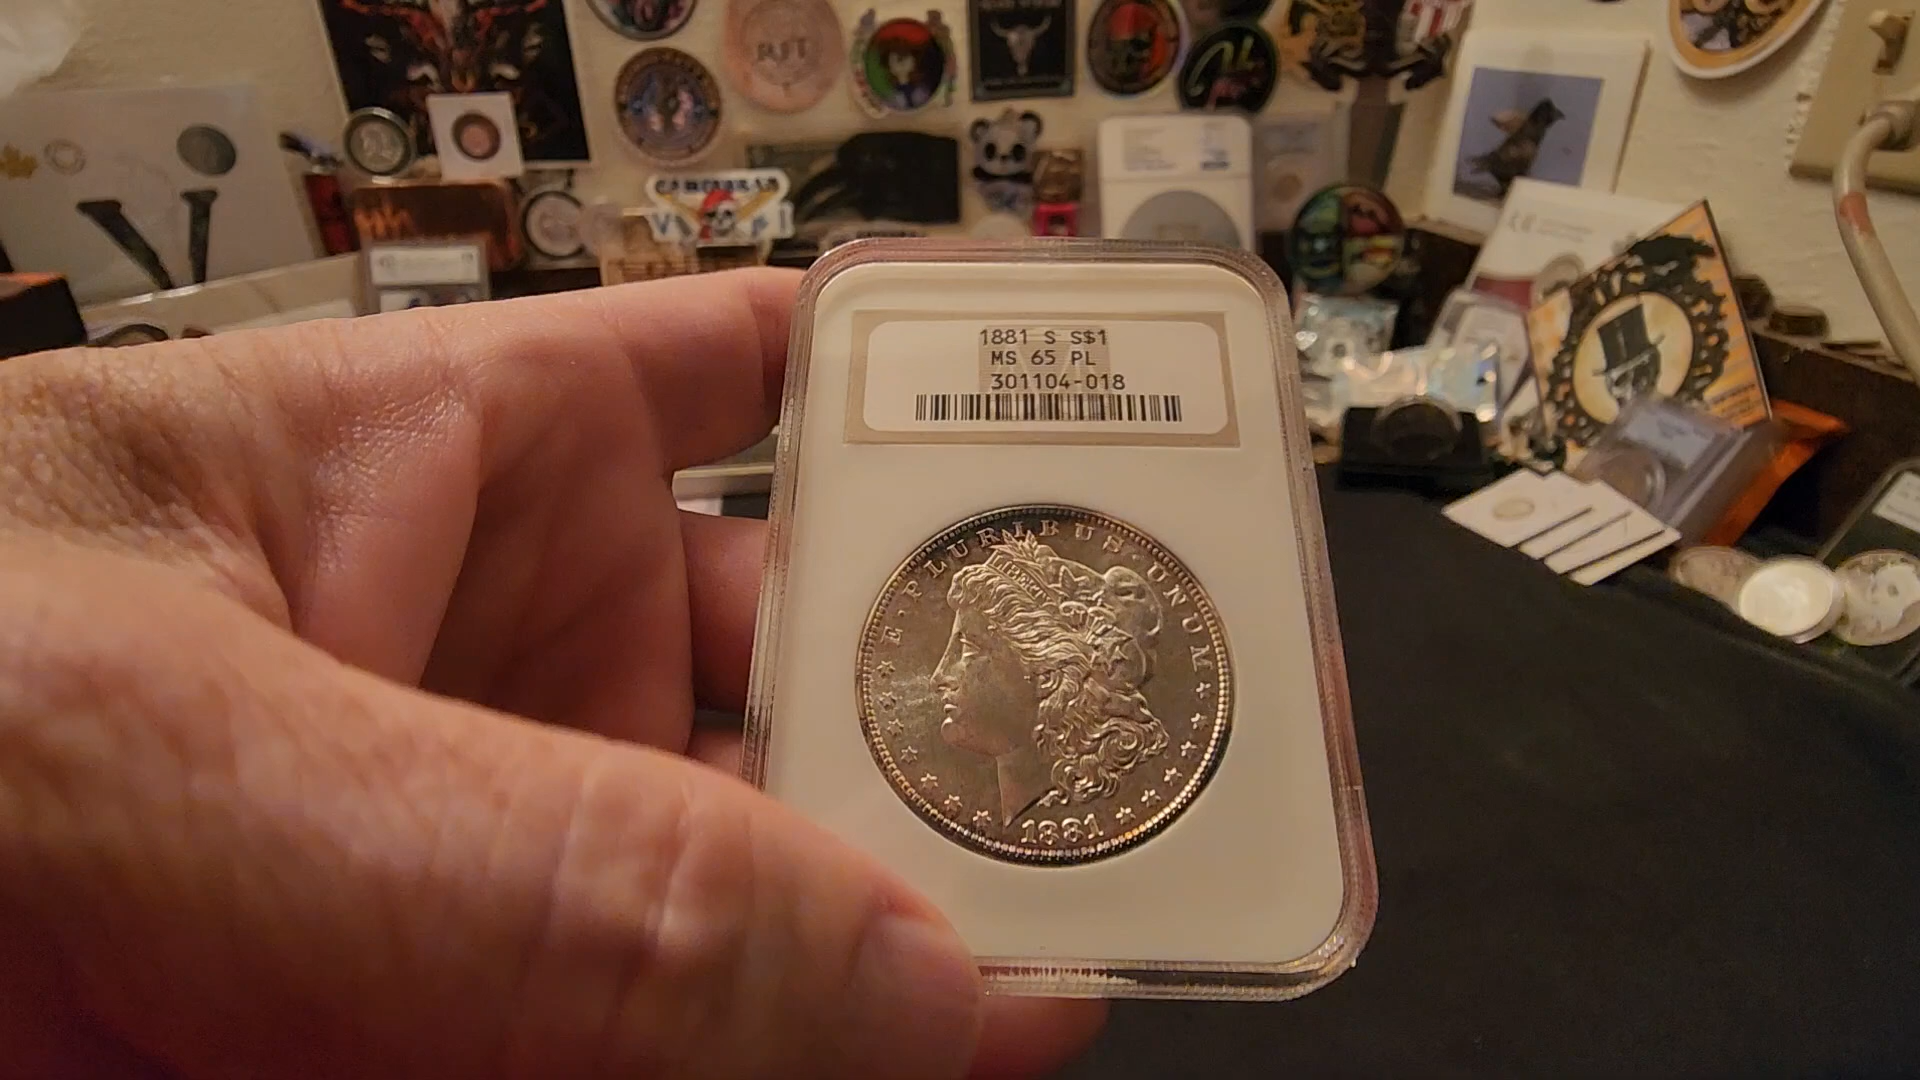 1881 S S$1
MS 65 PL
301104-018
E · PLURIBUS · UNUM
LIBERTY
1881